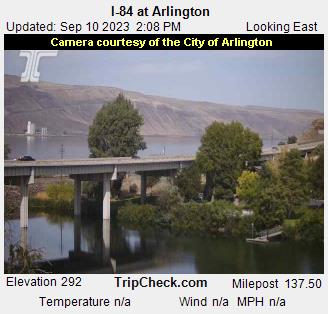 I-84 at Arlington
Updated: Sep 10 2023 2:08 PM Looking East
Camera courtesy of the City of Arlington
Elevation 292 TripCheck.com Milepost 137.50
Temperature n/a Wind n/a MPH n/a